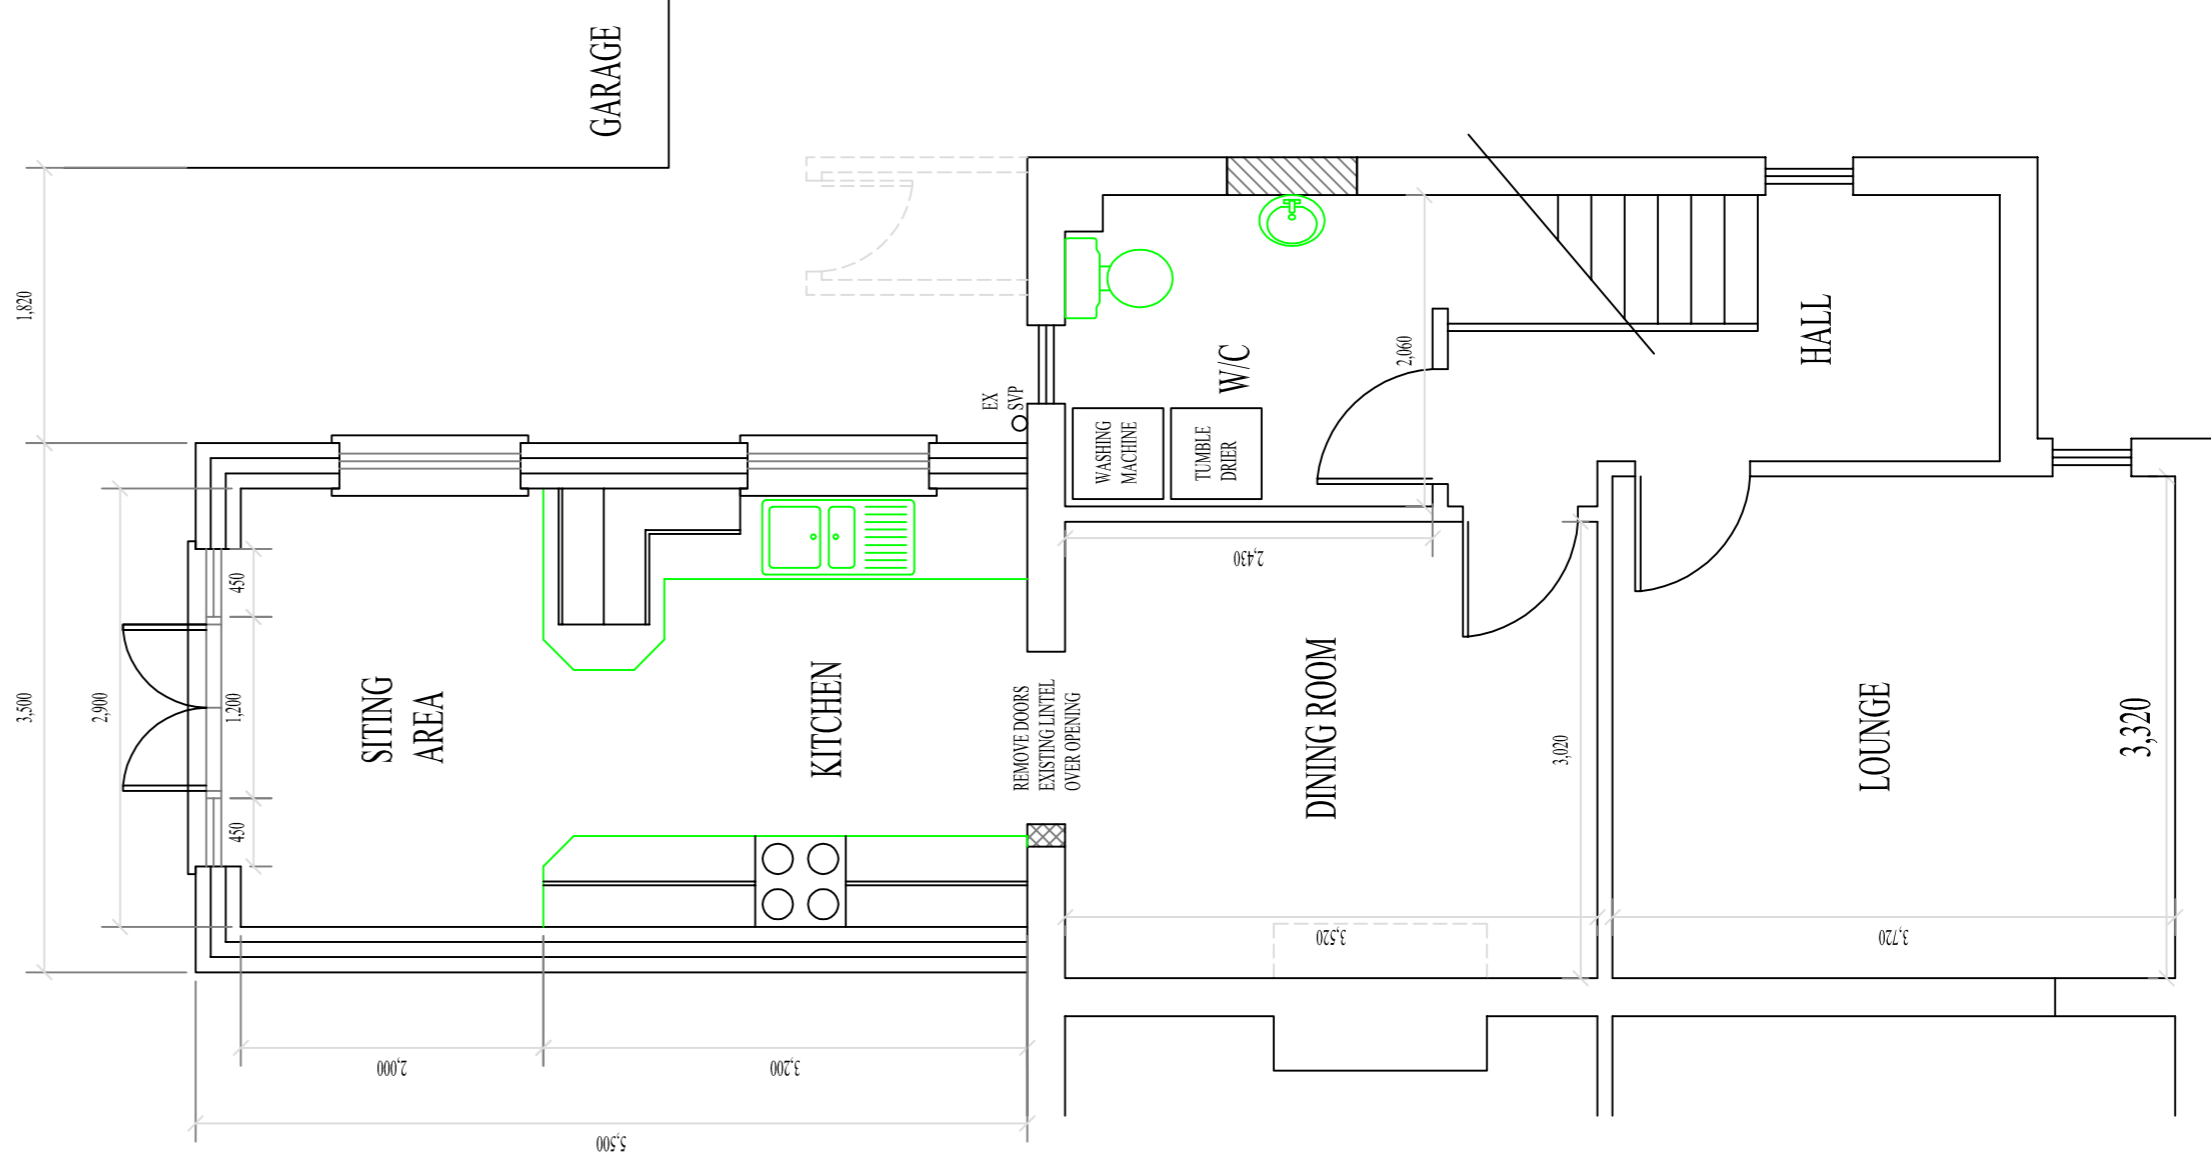 GARAGE
1,820
3,500
2,900
450
1,200
450
SITING
AREA
KITCHEN
EX
SVP
REMOVE DOORS
EXISTING LINTEL
OVER OPENING
WASHING
MACHINE
TUMBLE
DRIER
W/C
2,060
2,430
HALL
DINING ROOM
3,020
3,520
LOUNGE
3,320
3,720
2,000
3,200
5,500